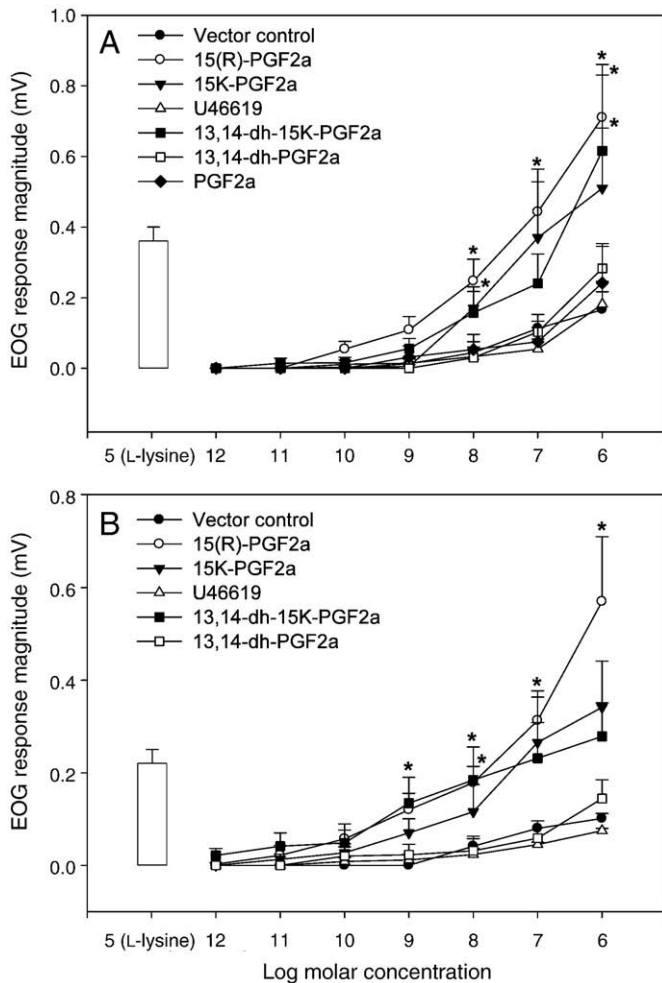 A
Vector control
15(R)-PGF2a
15K-PGF2a
U46619
13,14-dh-15K-PGF2a
13,14-dh-PGF2a
PGF2a
EOG response magnitude (mV)
1.0
0.8
0.6
0.4
0.2
0.0
* * * * * * *
5 (L-lysine) 12 11 10 9 8 7 6
B
Vector control
15(R)-PGF2a
15K-PGF2a
U46619
13,14-dh-15K-PGF2a
13,14-dh-PGF2a
EOG response magnitude (mV)
0.8
0.6
0.4
0.2
0.0
* * * * *
5 (L-lysine) 12 11 10 9 8 7 6
Log molar concentration